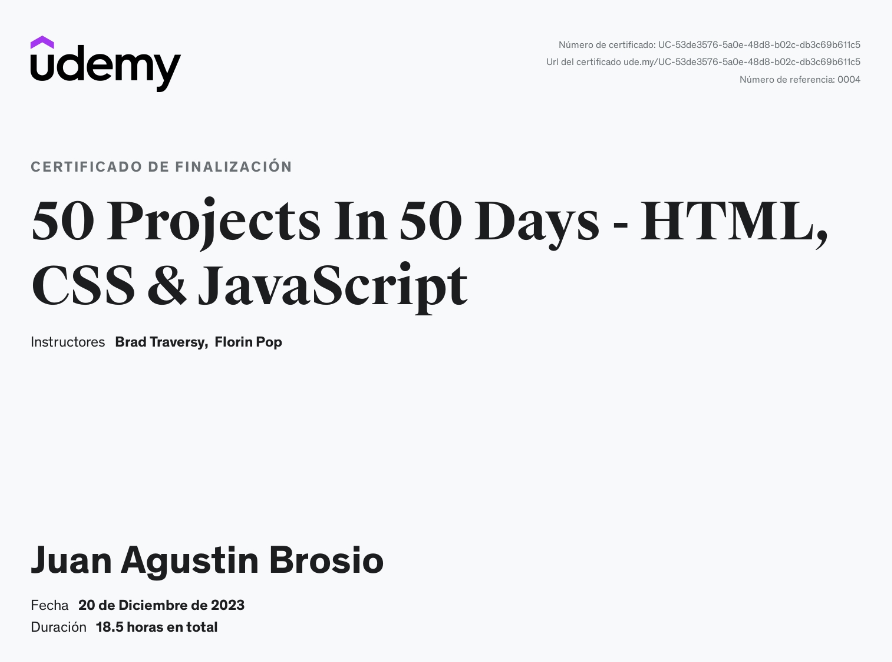 udemy
Número de certificado: UC-53de3576-5a0e-48d8-b02c-db3c69b611c5
Url del certificado ude.my/UC-53de3576-5a0e-48d8-b02c-db3c69b611c5
Número de referencia: 0004
CERTIFICADO DE FINALIZACIÓN
50 Projects In 50 Days - HTML,
CSS & JavaScript
Instructores Brad Traversy, Florin Pop
Juan Agustin Brosio
Fecha 20 de Diciembre de 2023
Duración 18.5 horas en total